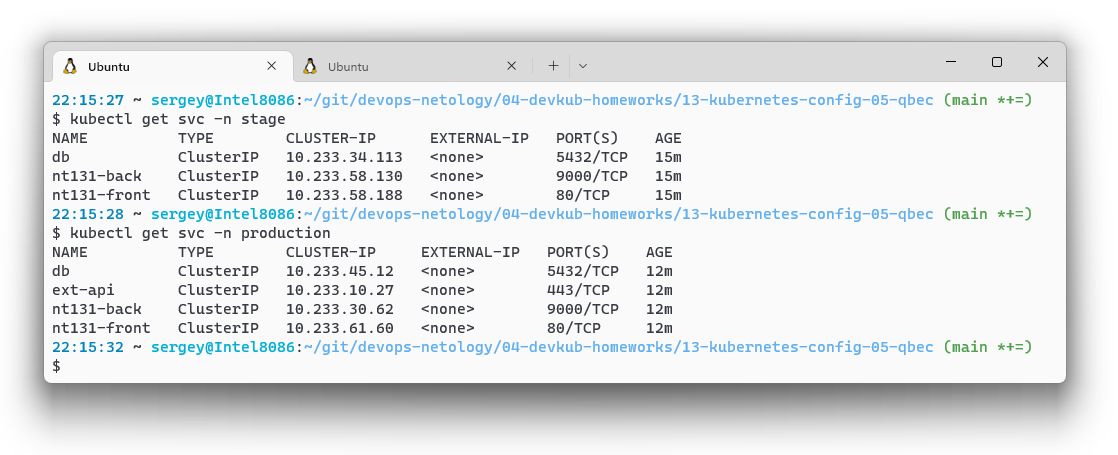 Ubuntu
Ubuntu
22:15:27 ~ sergey@Intel8086:~/git/devops-netology/04-devkub-homeworks/13-kubernetes-config-05-qbec (main *+=)
$ kubectl get svc -n stage
NAME          TYPE        CLUSTER-IP      EXTERNAL-IP   PORT(S)    AGE
db            ClusterIP   10.233.34.113   <none>        5432/TCP   15m
nt131-back    ClusterIP   10.233.58.130   <none>        9000/TCP   15m
nt131-front   ClusterIP   10.233.58.188   <none>        80/TCP     15m
22:15:28 ~ sergey@Intel8086:~/git/devops-netology/04-devkub-homeworks/13-kubernetes-config-05-qbec (main *+=)
$ kubectl get svc -n production
NAME          TYPE        CLUSTER-IP     EXTERNAL-IP   PORT(S)    AGE
db            ClusterIP   10.233.45.12   <none>        5432/TCP   12m
ext-api       ClusterIP   10.233.10.27   <none>        443/TCP    12m
nt131-back    ClusterIP   10.233.30.62   <none>        9000/TCP   12m
nt131-front   ClusterIP   10.233.61.60   <none>        80/TCP     12m
22:15:32 ~ sergey@Intel8086:~/git/devops-netology/04-devkub-homeworks/13-kubernetes-config-05-qbec (main *+=)
$